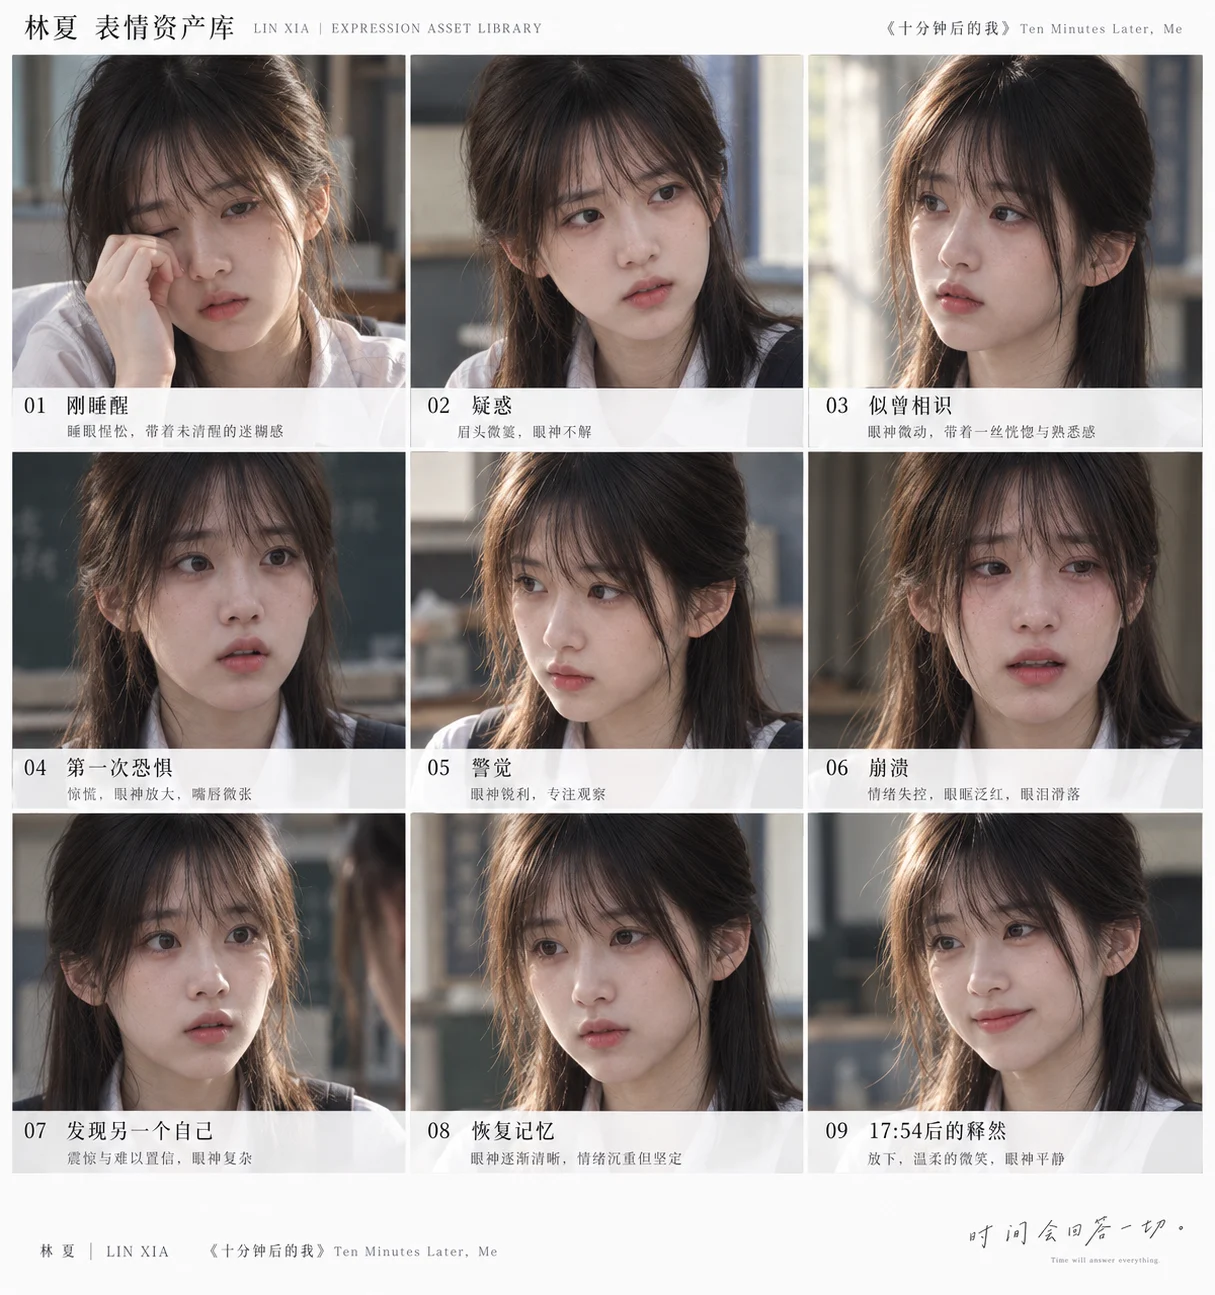 林夏 表情资产库 LIN XIA | EXPRESSION ASSET LIBRARY 《十分钟后的我》Ten Minutes Later, Me
01 刚睡醒
睡眼惺忪，带着未清醒的迷糊感
02 疑惑
眉头微蹙，眼神不解
03 似曾相识
眼神微动，带着一丝恍惚与熟悉感
04 第一次恐惧
惊慌，眼神放大，嘴唇微张
05 警觉
眼神锐利，专注观察
06 崩溃
情绪失控，眼眶泛红，眼泪滑落
07 发现另一个自己
震惊与难以置信，眼神复杂
08 恢复记忆
眼神逐渐清晰，情绪沉重但坚定
09 17:54后的释然
放下，温柔的微笑，眼神平静
时间会回答一切。
Time will answer everything.
林夏 | LIN XIA 《十分钟后的我》Ten Minutes Later, Me